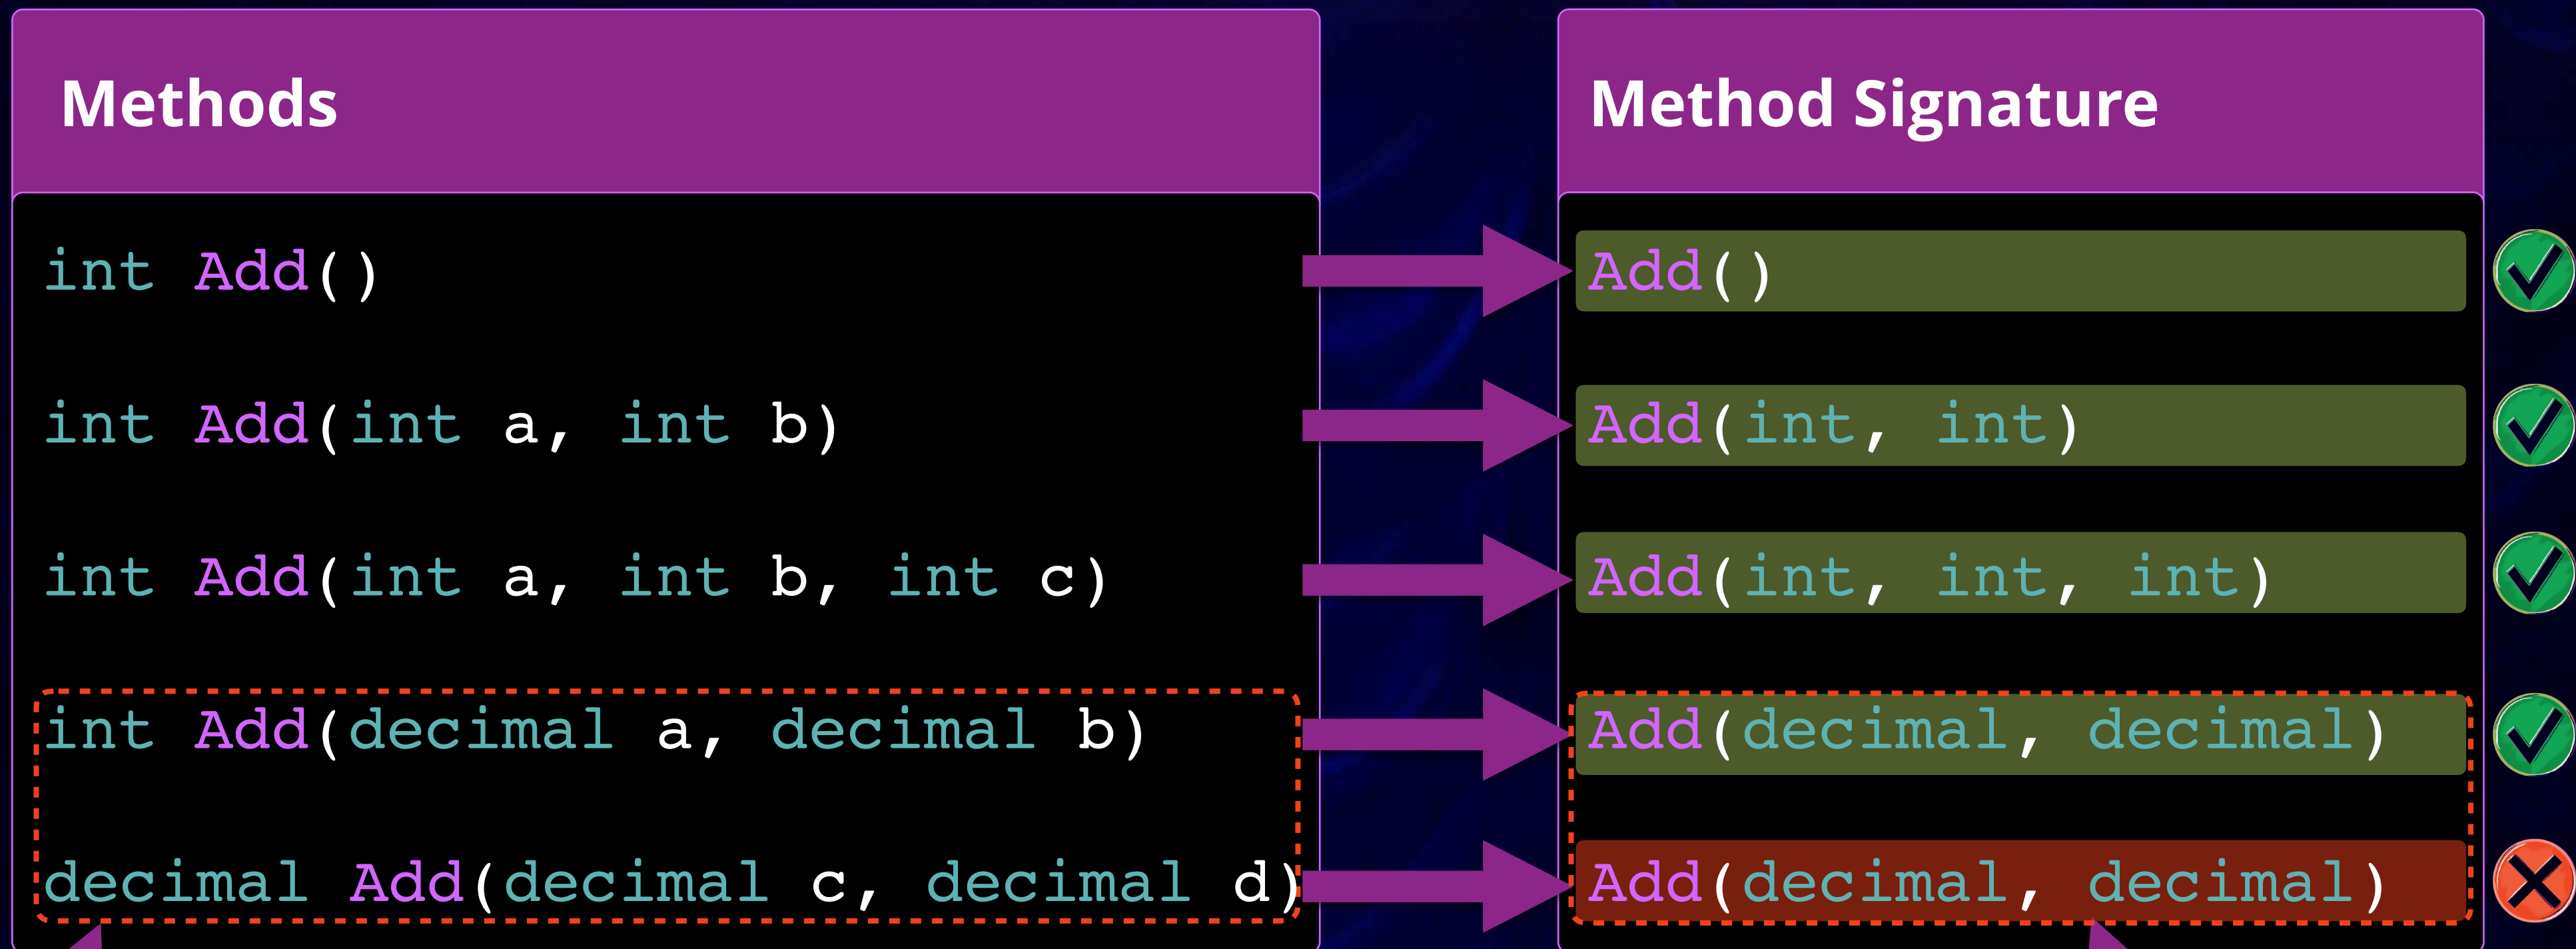 Methods
int Add()
int Add(int a, int b)
int Add(int a, int b, int c)
int Add(decimal a, decimal b)
decimal Add(decimal c, decimal d)
Method Signature
Add()
Add(int, int)
Add(int, int, int)
Add(decimal, decimal)
Add(decimal, decimal)